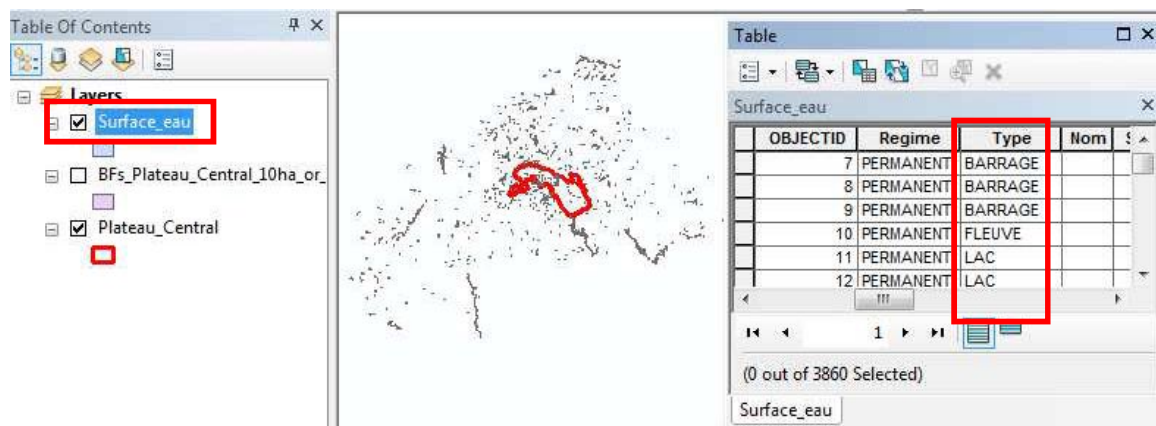 Table Of Contents
Layers
Surface_eau
BFs_Plateau_Central_10ha_or_
Plateau_Central
Table
Surface_eau
OBJECTID Regime Type Nom
7 PERMANENT BARRAGE
8 PERMANENT BARRAGE
9 PERMANENT BARRAGE
10 PERMANENT FLEUVE
11 PERMANENT LAC
12 PERMANENT LAC
1
(0 out of 3860 Selected)
Surface_eau